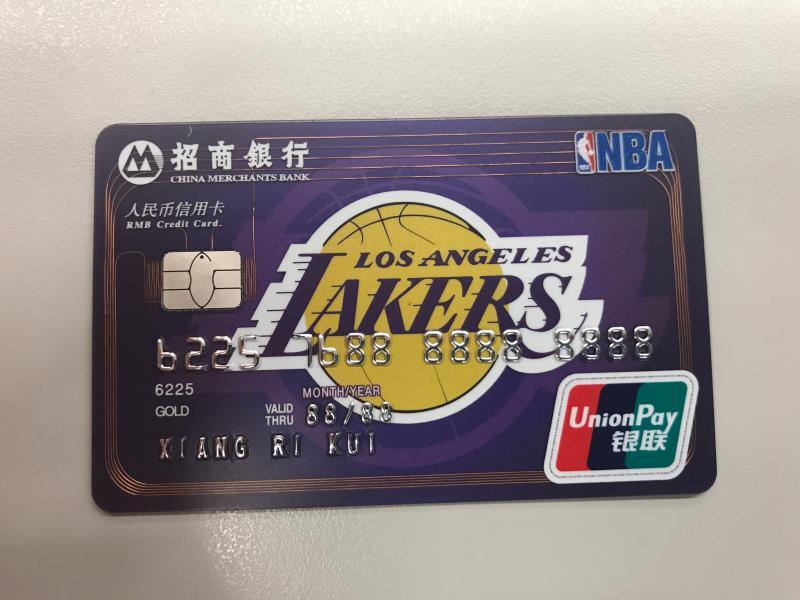 招商銀行
CHINA MERCHANTS BANK
NBA
人民币信用卡
RMB Credit Card
LOS ANGELES
LAKERS
6225 7688 8888 8888
6225
MONTH/YEAR
GOLD
VALID THRU
88/88
XIANG RI KUI
UnionPay
银联